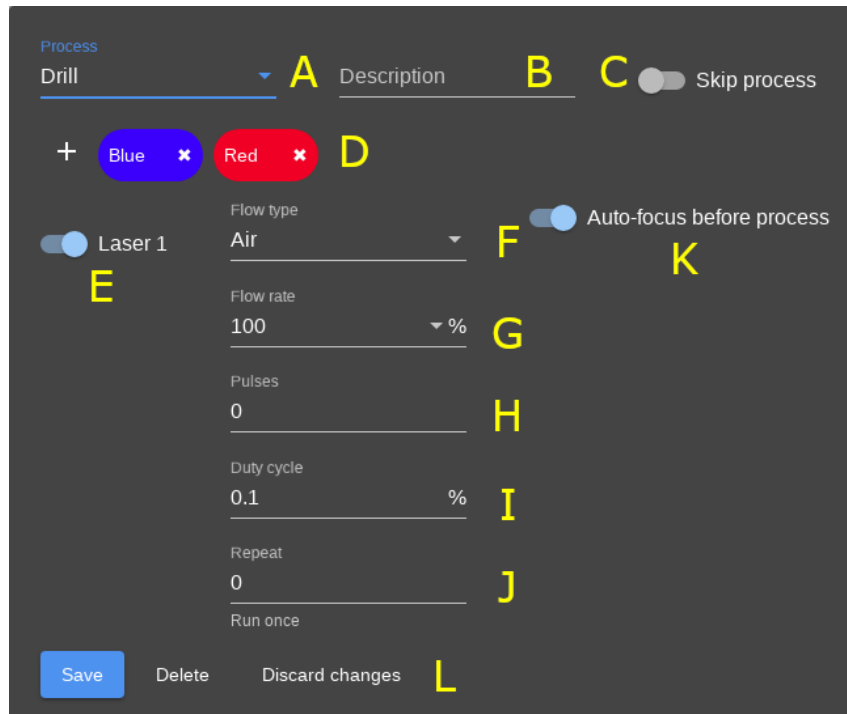 Process
Drill A Description B C Skip process
+ Blue ✖ Red ✖ D
Flow type
Laser 1 Air F Auto-focus before process
E K
Flow rate
100 % G
Pulses
0 H
Duty cycle
0.1 % I
Repeat
0 J
Run once
Save Delete Discard changes L